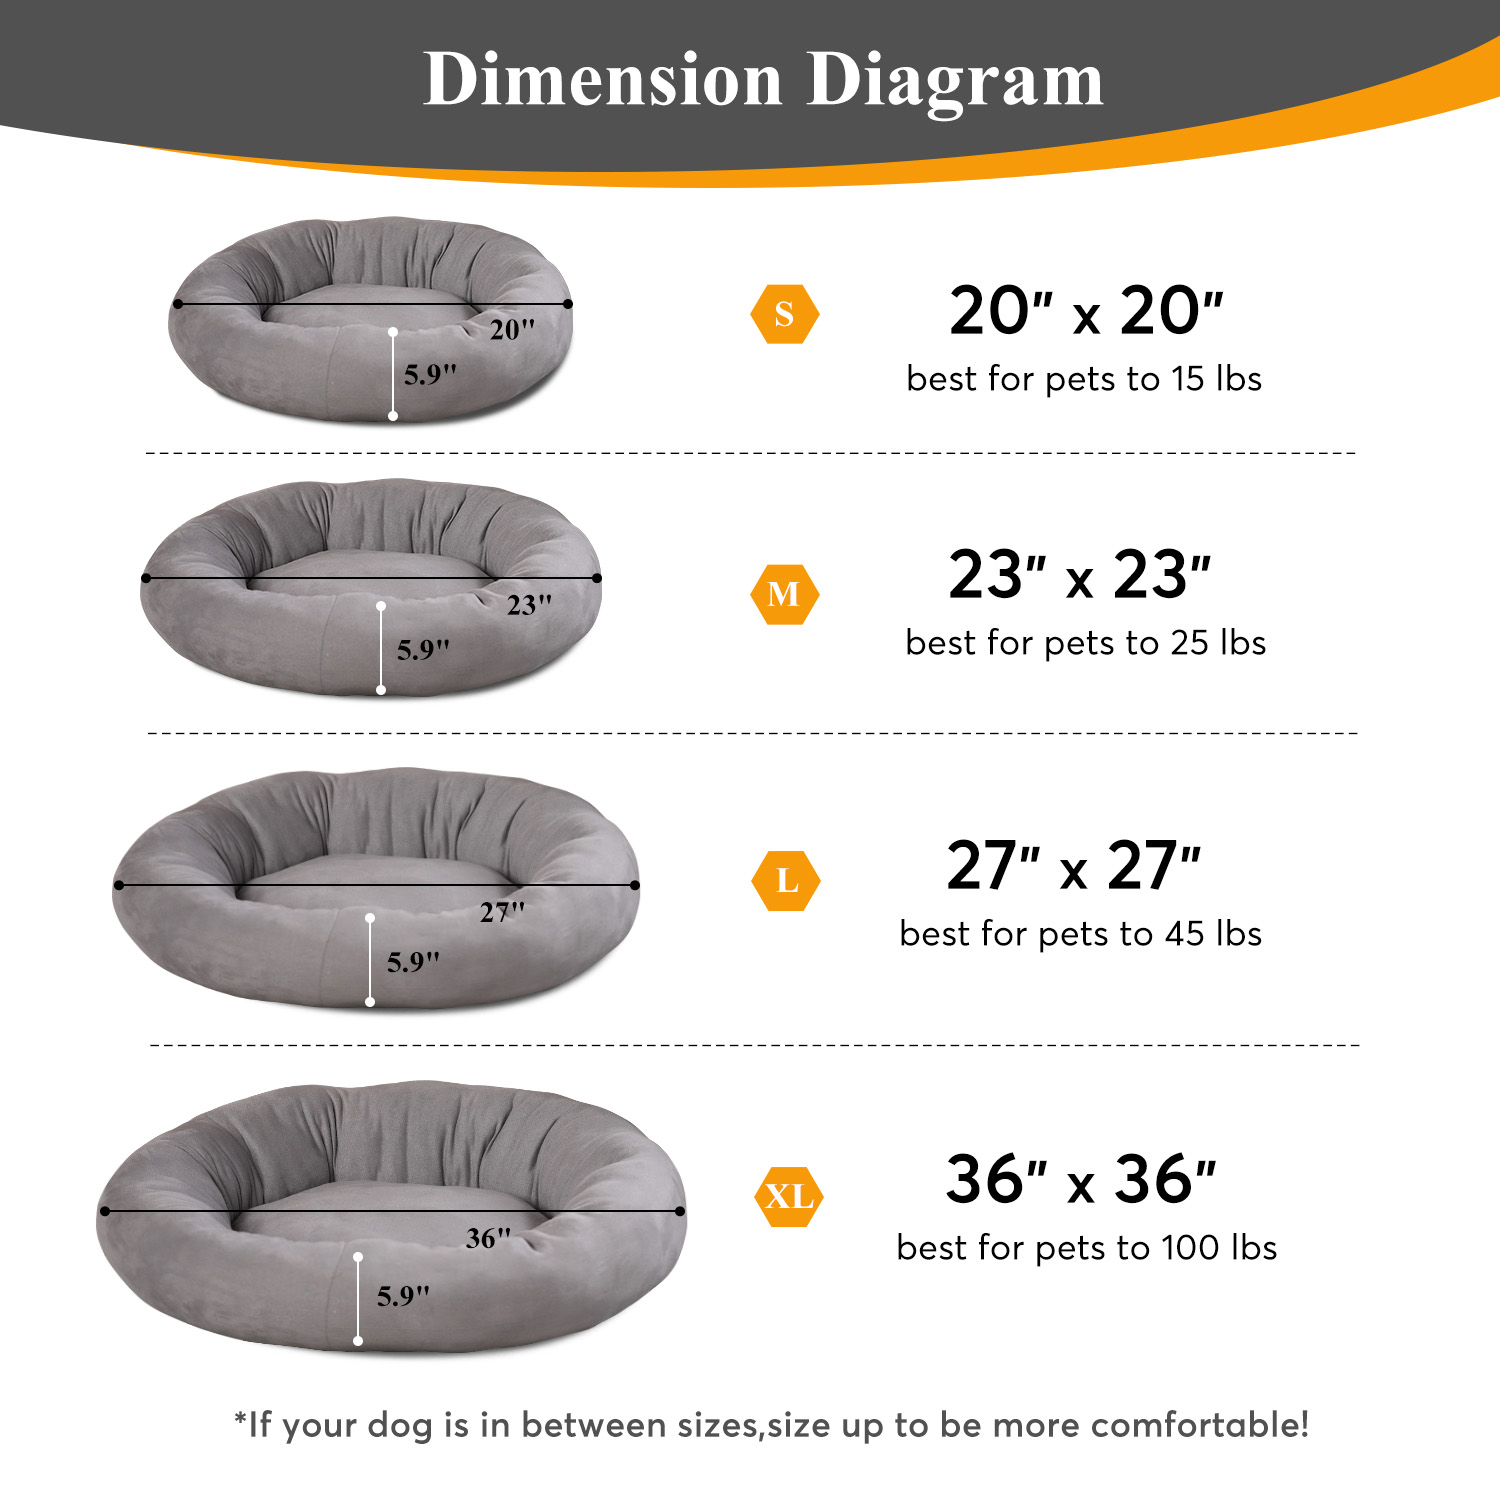 Dimension Diagram
20"
5.9"
S
20" x 20"
best for pets to 15 lbs
23"
5.9"
M
23" x 23"
best for pets to 25 lbs
27"
5.9"
L
27" x 27"
best for pets to 45 lbs
36"
5.9"
XL
36" x 36"
best for pets to 100 lbs
*If your dog is in between sizes,size up to be more comfortable!